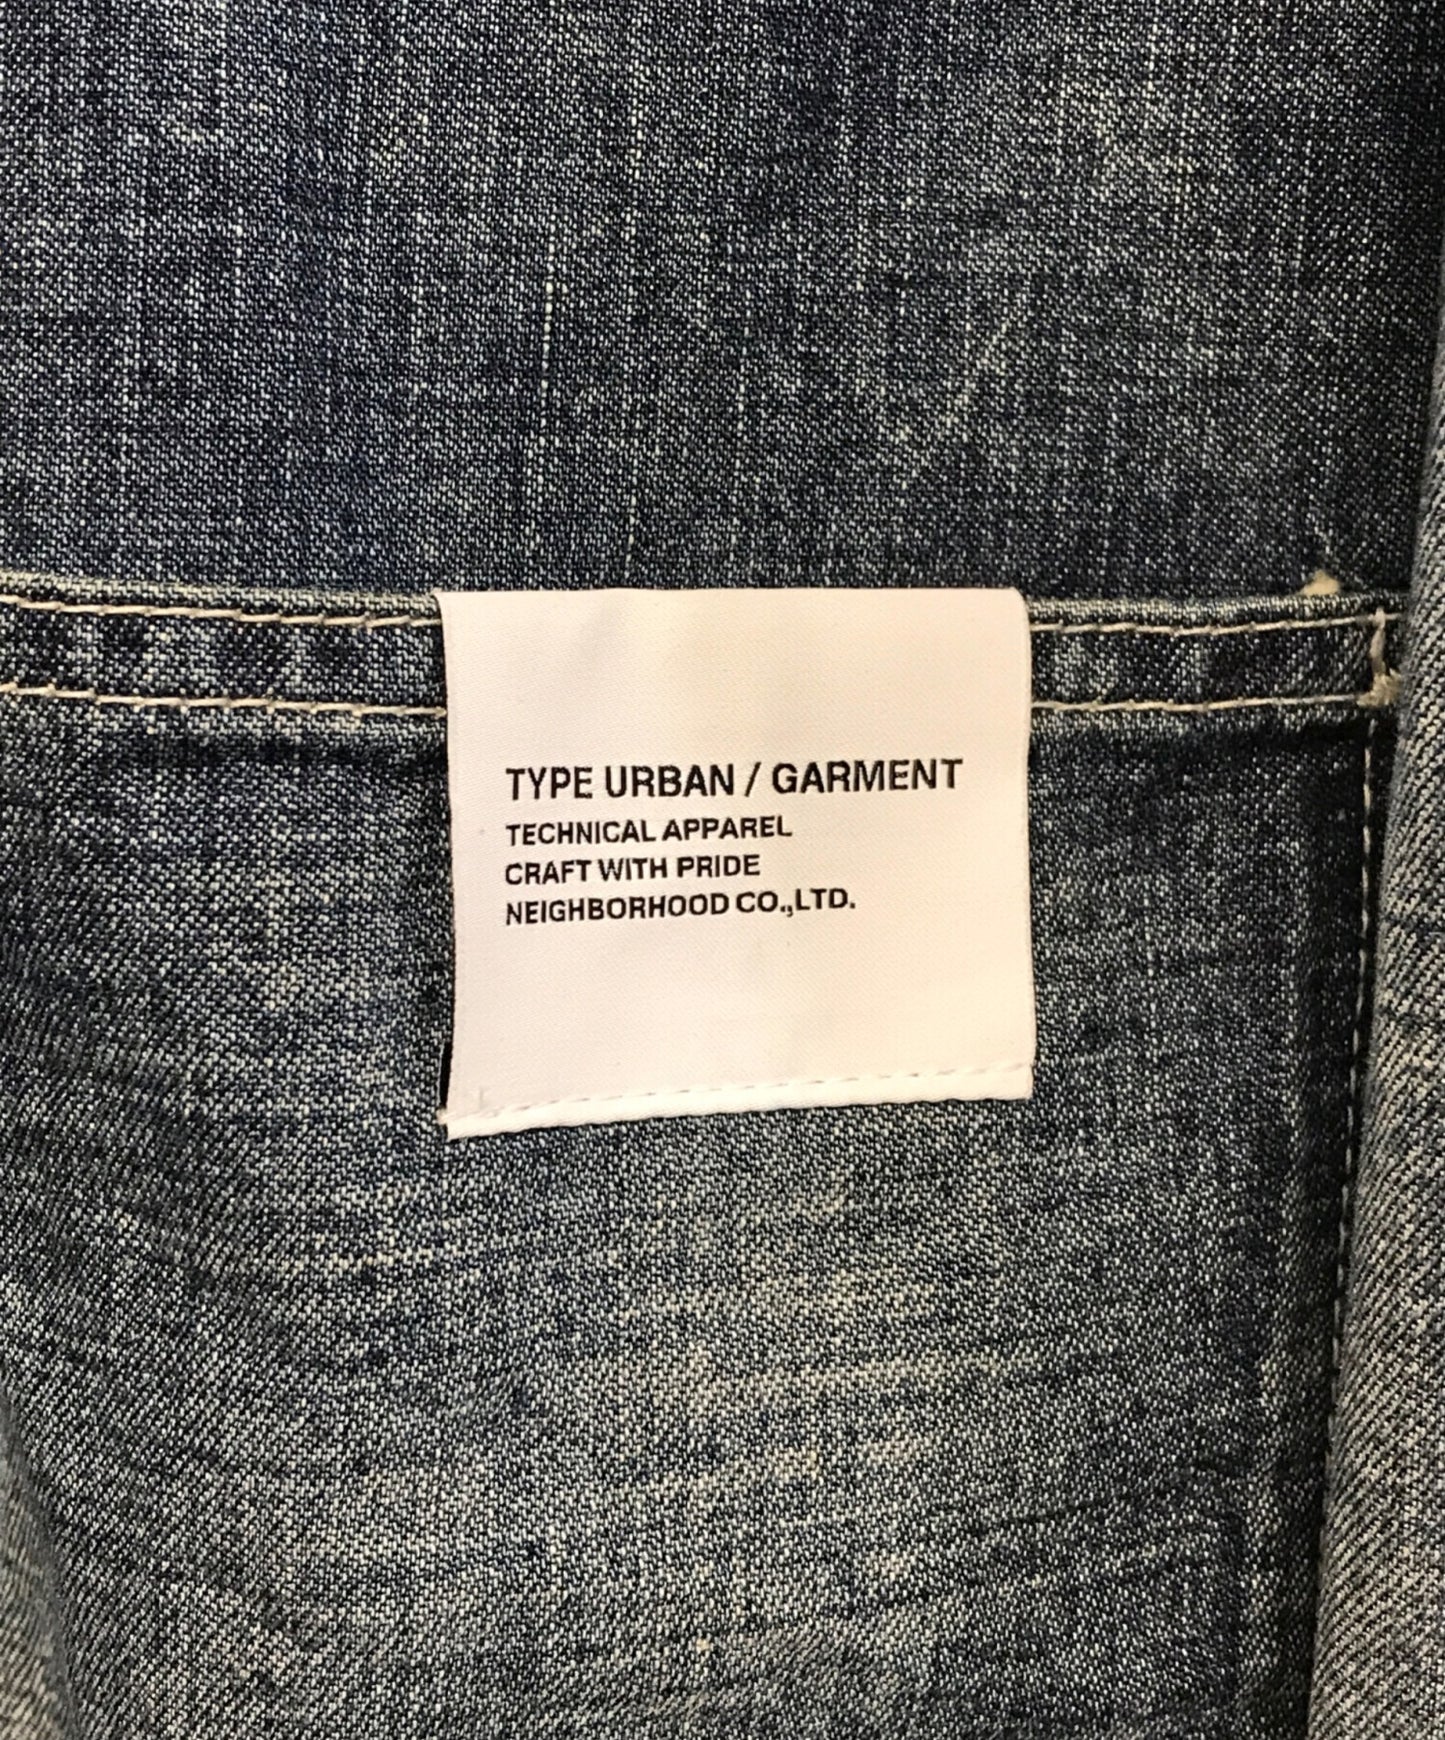 TYPE URBAN / GARMENT
TECHNICAL APPAREL
CRAFT WITH PRIDE
NEIGHBORHOOD CO.,LTD.